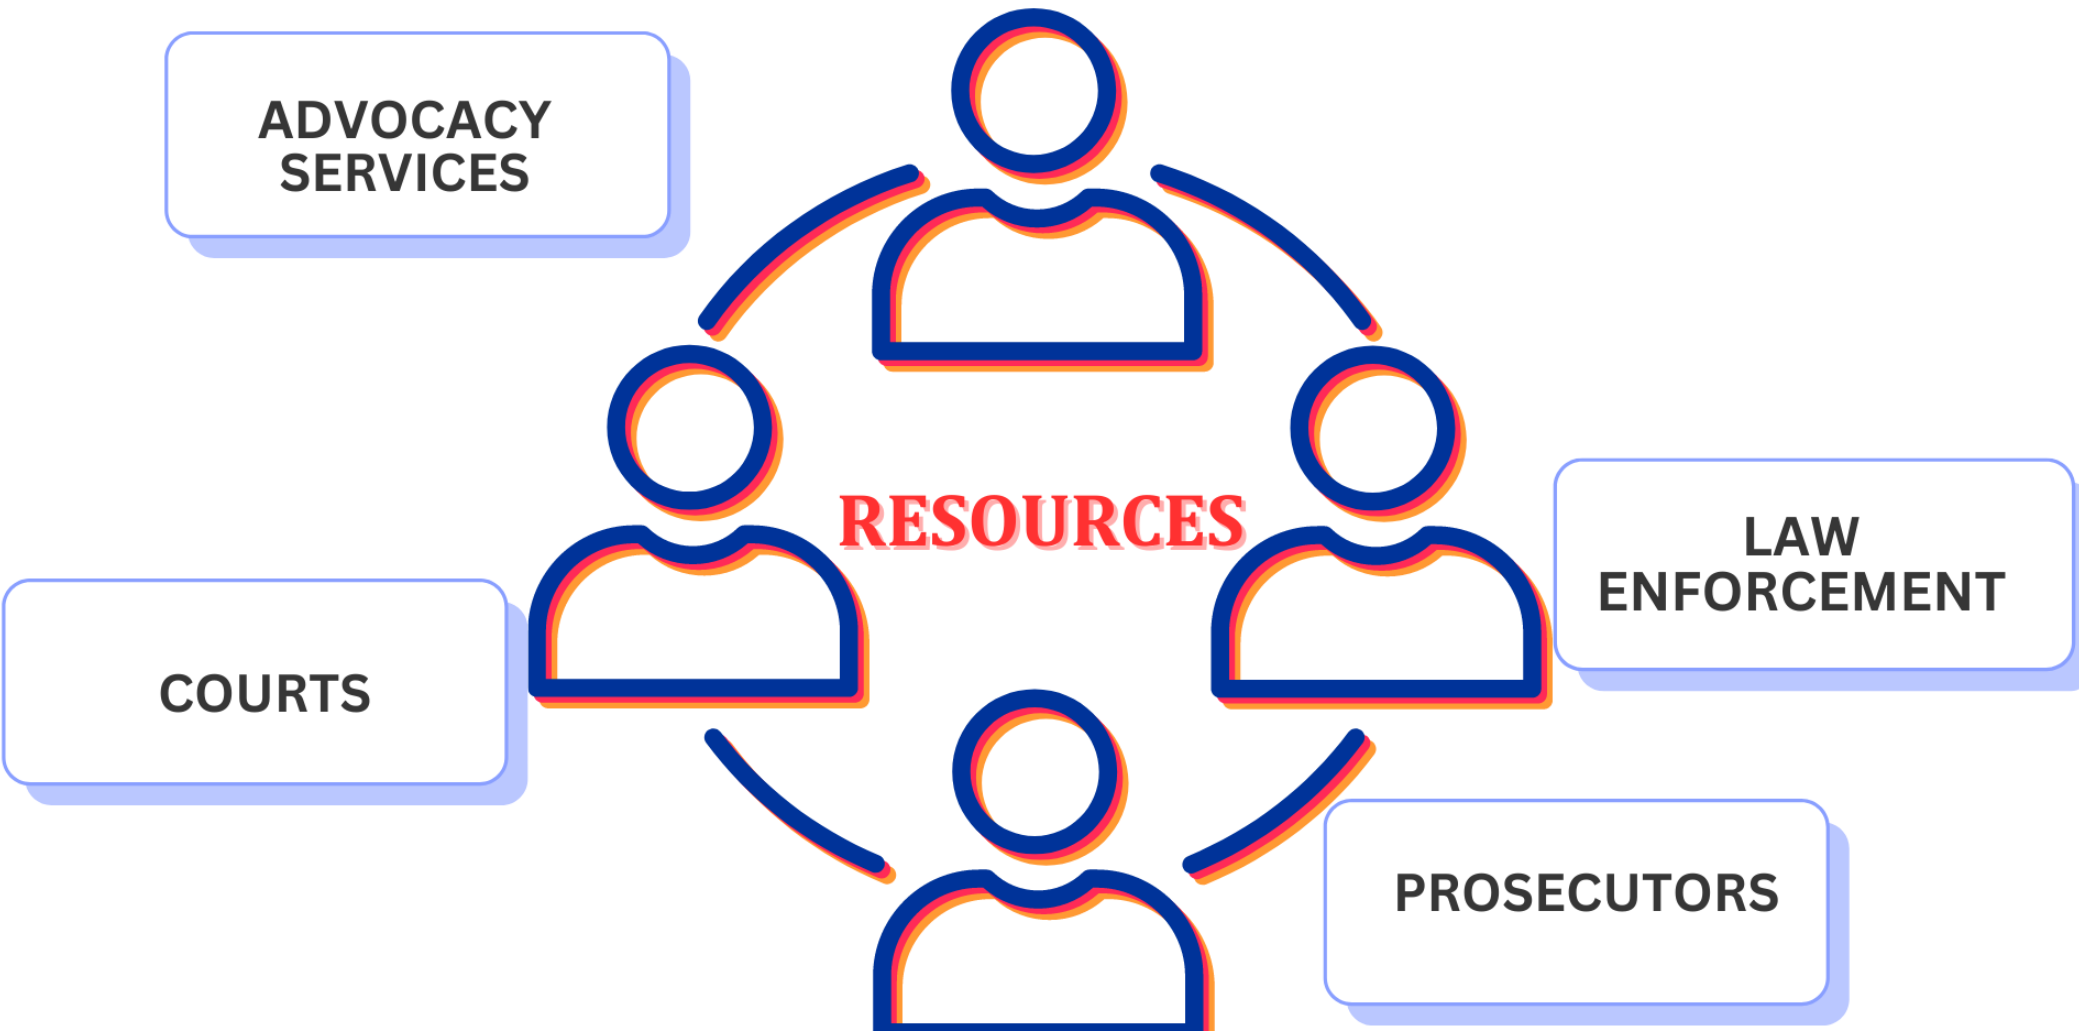 ADVOCACY
SERVICES
RESOURCES
LAW
ENFORCEMENT
COURTS
PROSECUTORS